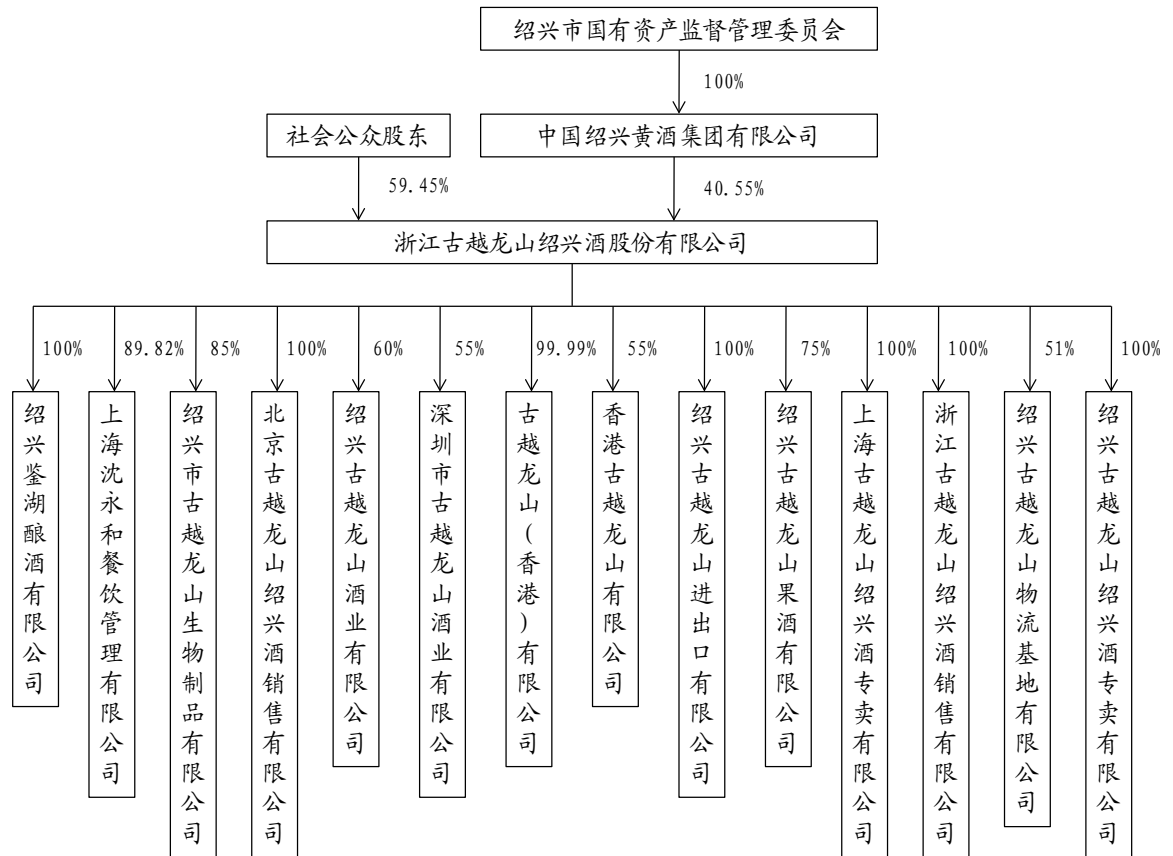 绍兴市国有资产监督管理委员会
100%
社会公众股东
中国绍兴黄酒集团有限公司
59.45%
40.55%
浙江古越龙山绍兴酒股份有限公司
100%
89.82%
85%
100%
60%
55%
99.99%
55%
100%
75%
100%
100%
51%
100%
绍兴鉴湖酿酒有限公司
上海沈永和餐饮管理有限公司
绍兴市古越龙山生物制品有限公司
北京古越龙山绍兴酒销售有限公司
绍兴古越龙山酒业有限公司
深圳市古越龙山酒业有限公司
古越龙山(香港)有限公司
香港古越龙山有限公司
绍兴古越龙山进出口有限公司
绍兴古越龙山果酒有限公司
上海古越龙山绍兴酒专卖有限公司
浙江古越龙山绍兴酒销售有限公司
绍兴古越龙山物流基地有限公司
绍兴古越龙山绍兴酒专卖有限公司